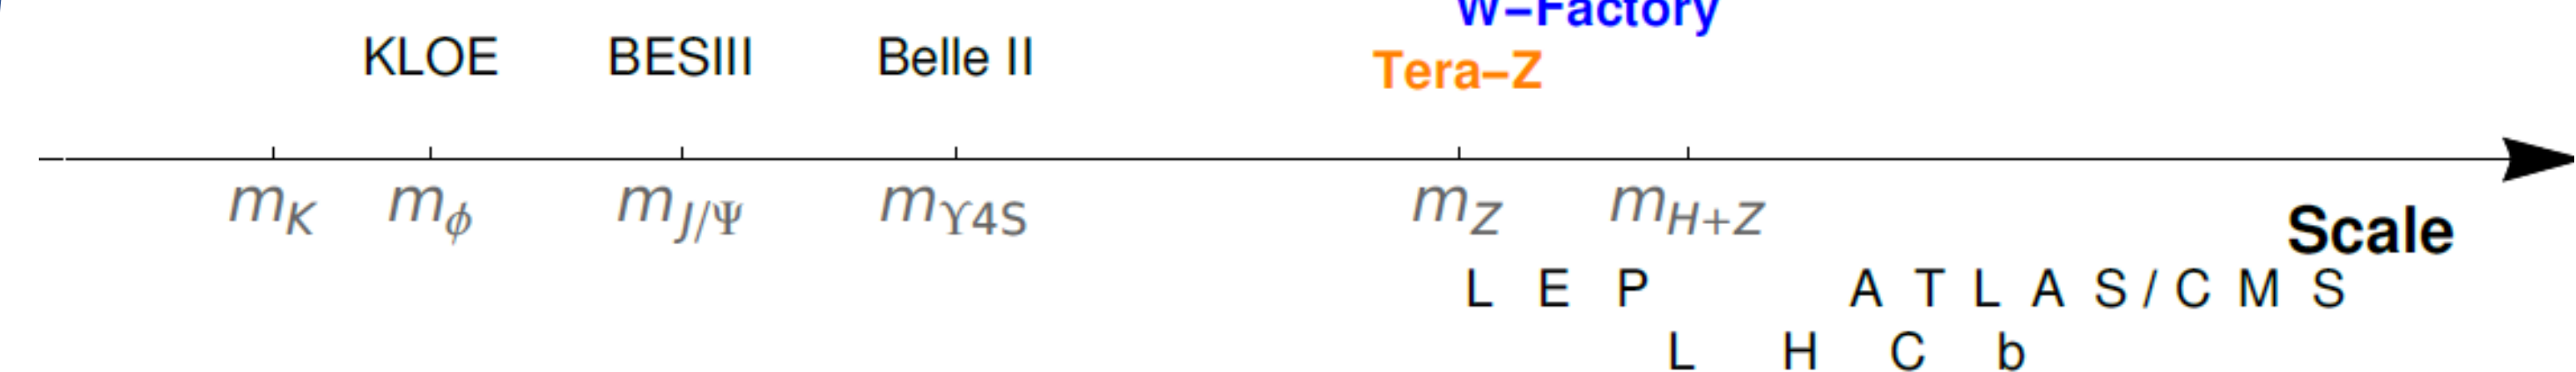 W−Factory
KLOE BESIII Belle II Tera−Z
m_K m_ϕ m_J/Ψ m_ϒ4S m_Z m_H+Z
Scale
L E P A T L A S / C M S
L H C b